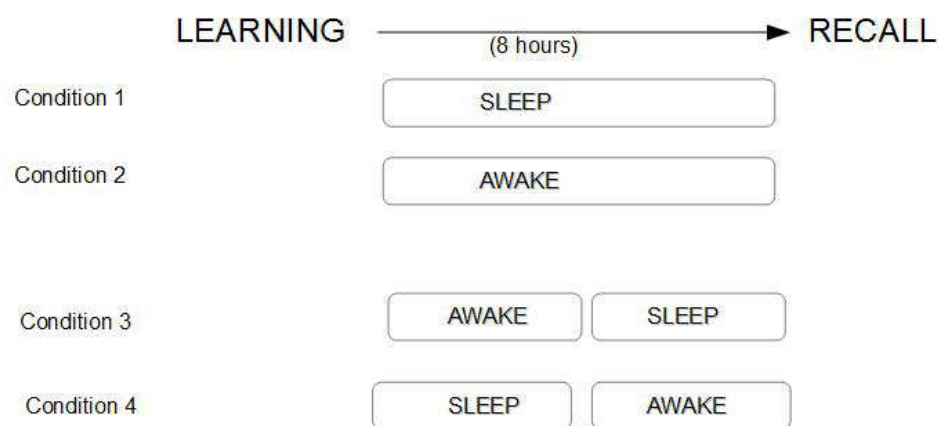 LEARNING (8 hours) RECALL
Condition 1 SLEEP
Condition 2 AWAKE
Condition 3 AWAKE SLEEP
Condition 4 SLEEP AWAKE